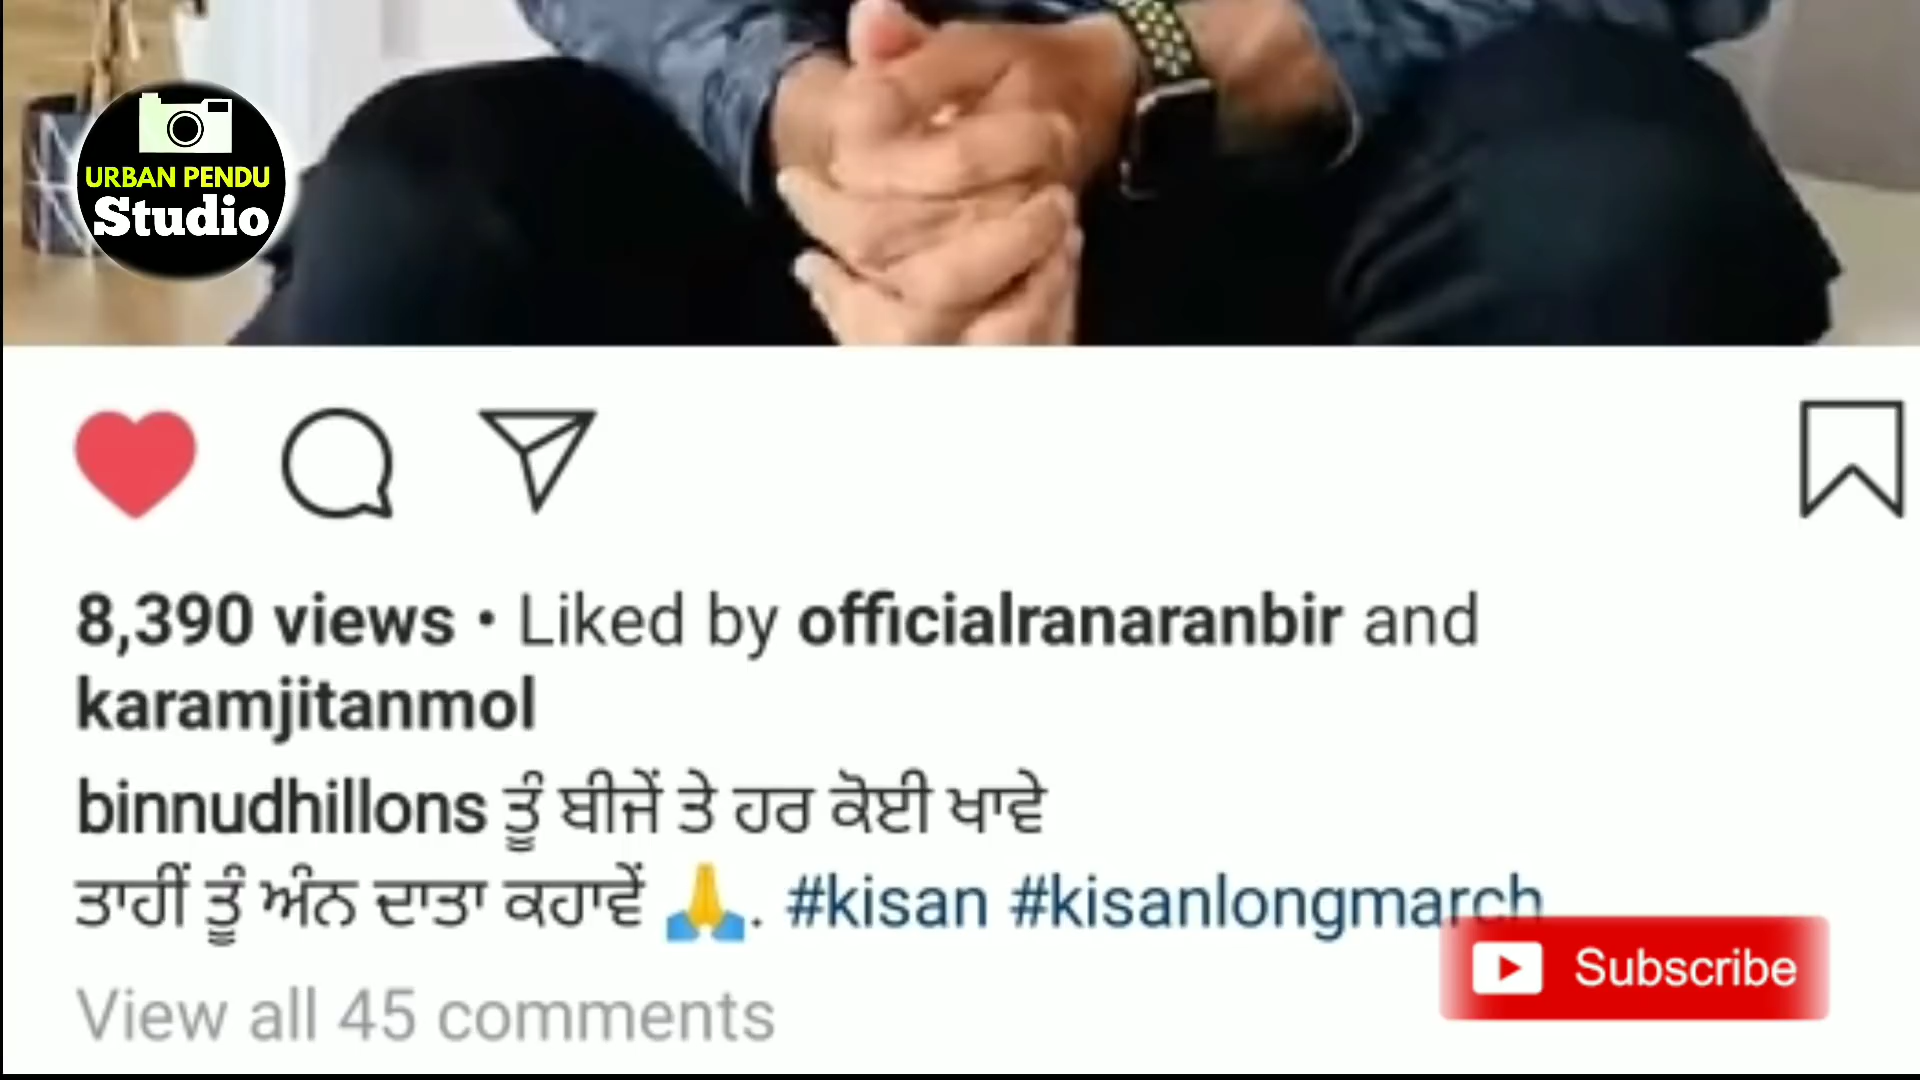 URBAN PENDU
Studio
8,390 views • Liked by officialranaranbir and
karamjitanmol
binnudhillons ਤੂੰ ਬੀਜੇਂ ਤੇ ਹਰ ਕੋਈ ਖਾਵੇ
ਤਾਹੀਂ ਤੂੰ ਅੰਨ ਦਾਤਾ ਕਹਾਵੇਂ 🙏. #kisan #kisanlongmarch
Subscribe
View all 45 comments